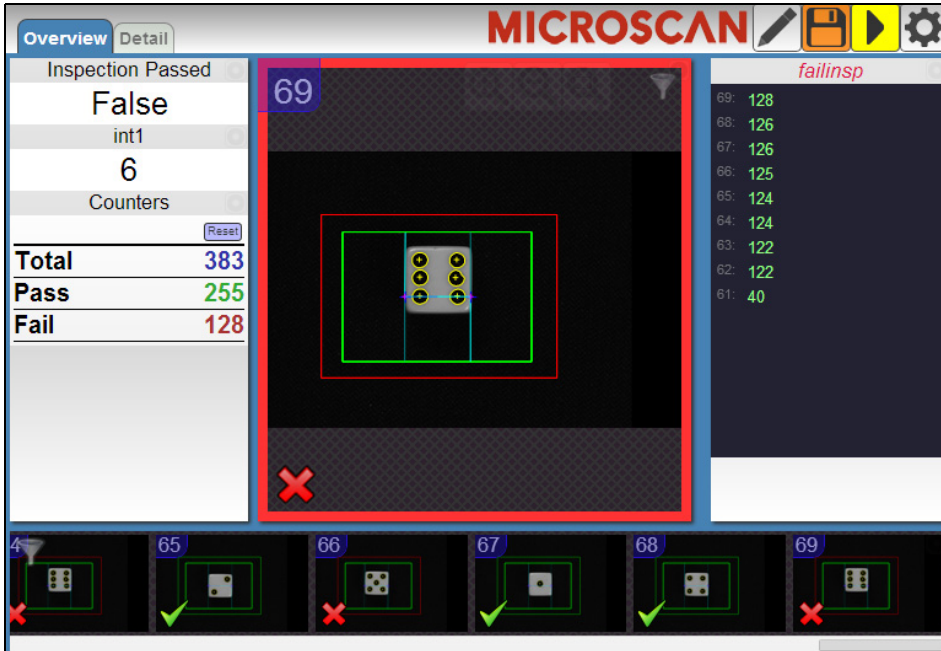 Overview Detail
MICROSCAN
Inspection Passed
False
int1
6
Counters
Reset
Total 383
Pass 255
Fail 128
69
failinsp
69: 128
68: 126
67: 126
66: 125
65: 124
64: 124
63: 122
62: 122
61: 40
4
65
66
67
68
69